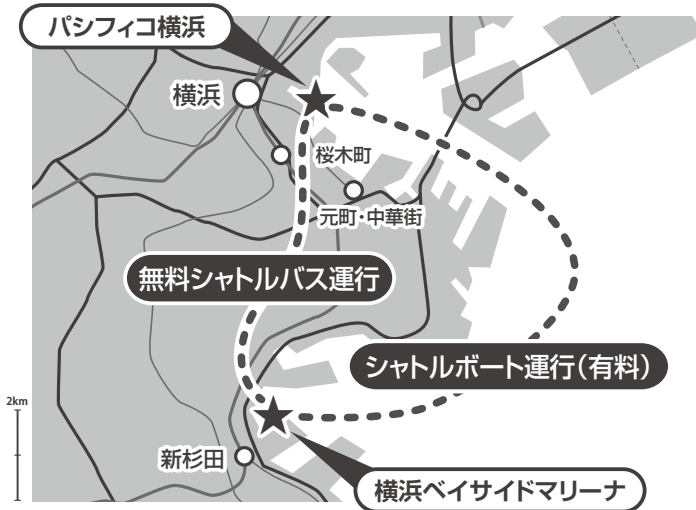 パシフィコ横浜
横浜
桜木町
元町・中華街
無料シャトルバス運行
シャトルボート運行(有料)
2km
新杉田
横浜ベイサイドマリーナ